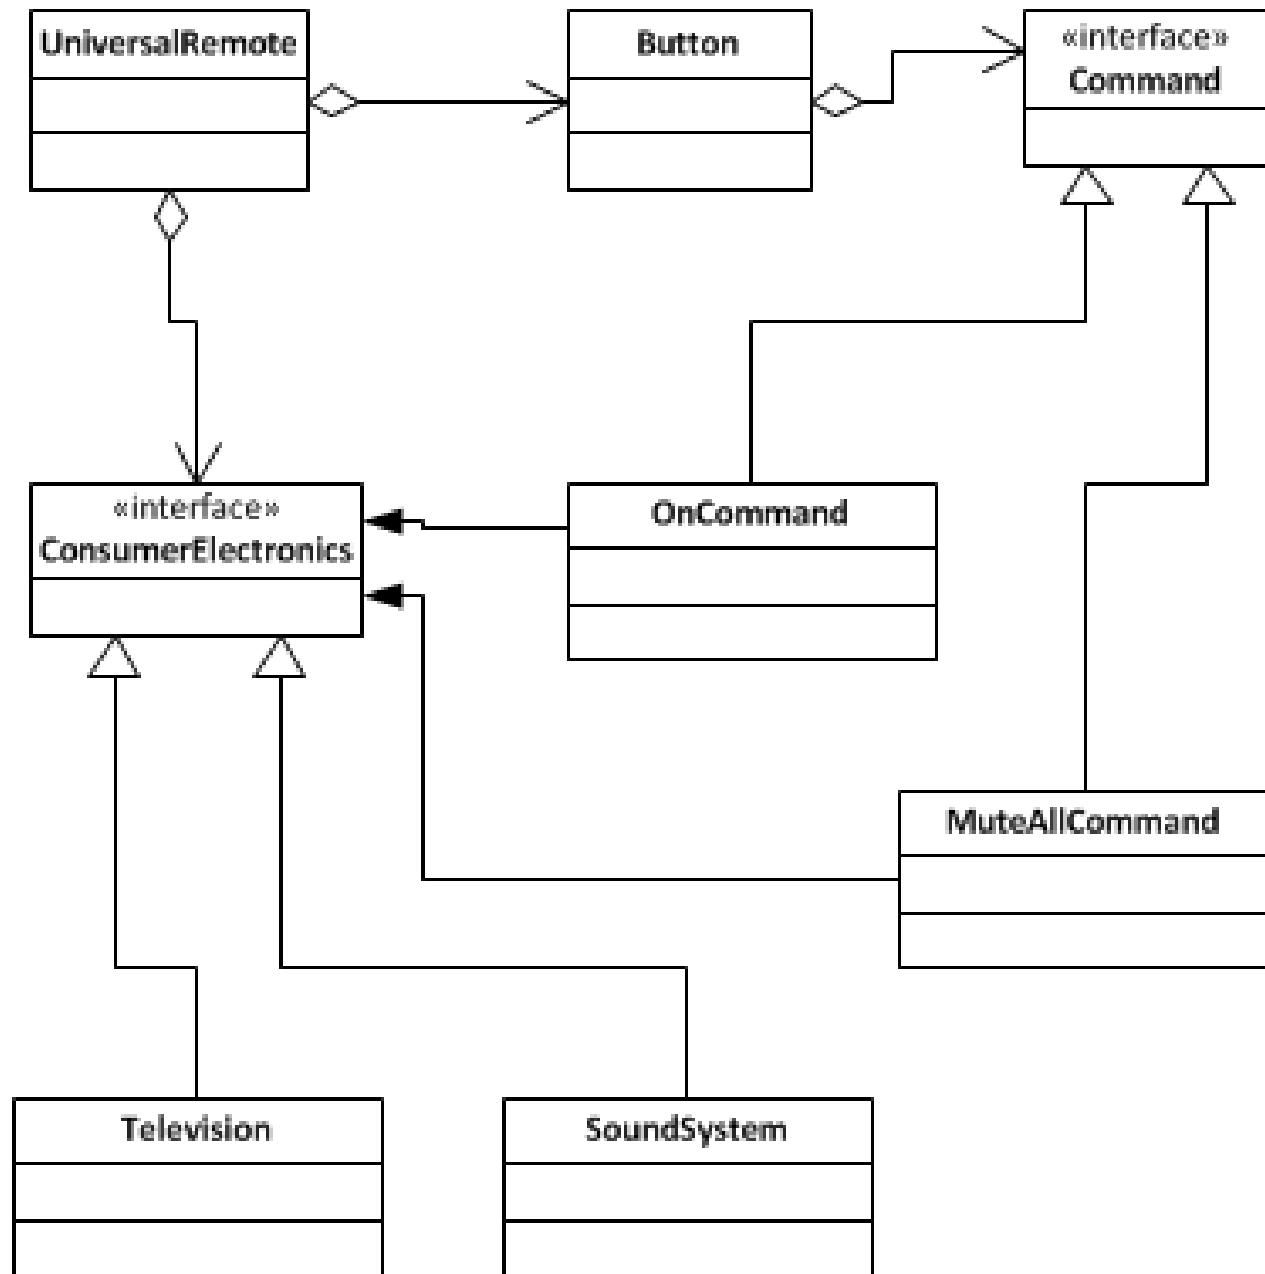 UniversalRemote
Button
«interface»
Command
«interface»
ConsumerElectronics
OnCommand
MuteAllCommand
Television
SoundSystem